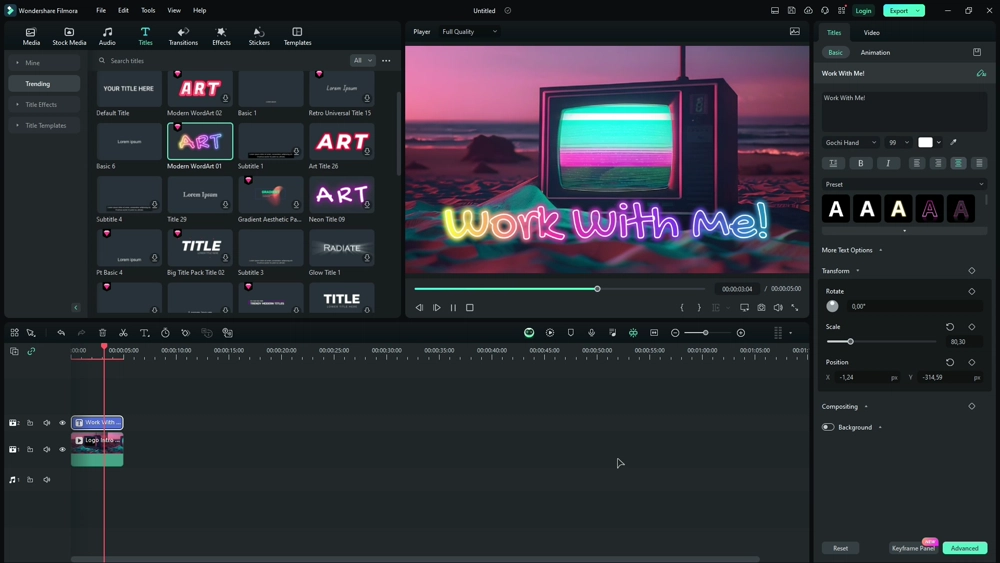 Wondershare Filmora File Edit Tools View Help Untitled Login Export
Media Stock Media Audio Titles Transitions Effects Stickers Templates
Player Full Quality
Titles Video
Mine
Trending
Title Effects
Title Templates
Search titles All
YOUR TITLE HERE ART Lorem Ipsum
Default Title Modern WordArt 02 Basic 1 Retro Universal Title 15
Lorem ipsum ART ART
Basic 6 Modern WordArt 01 Subtitle 1 Art Title 26
Lorem Ipsum ART
Subtitle 4 Title 29 Gradient Aesthetic Pa... Neon Title 09
Lorem ipsum TITLE RADIATE
Pt Basic 4 Big Title Pack Title 02 Subtitle 3 Glow Title 1
TITLE
Work With Me!
00:00:03:04 / 00:00:05:00
Basic Animation
Work With Me!
Work With Me!
Gochi Hand 99
B I
Preset
A A A A A
More Text Options
Transform
Rotate
0,00°
Scale
80,30
Position
X -1,24 px Y -314,59 px
Compositing
Background
Reset Keyframe Panel NEW Advanced
:00:00 00:00:05:00 00:00:10:00 00:00:15:00 00:00:20:00 00:00:25:00 00:00:30:00 00:00:35:00 00:00:40:00 00:00:45:00 00:00:50:00 00:00:55:00 00:01:00:00 00:01:05:00 00:01:
2 Work With ...
1 Logo Intro ...
1